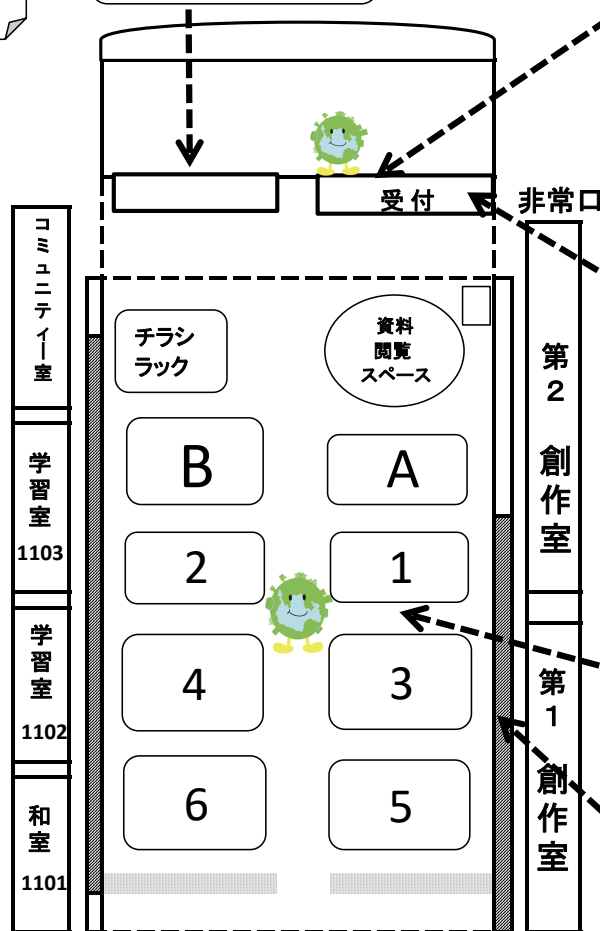 受付
非常口
コミュニティー室
チラシ
ラック
資料
閲覧
スペース
第2 創作室
B
A
学習室
1103
2
1
学習室
1102
4
3
第1 創作室
和室
1101
6
5